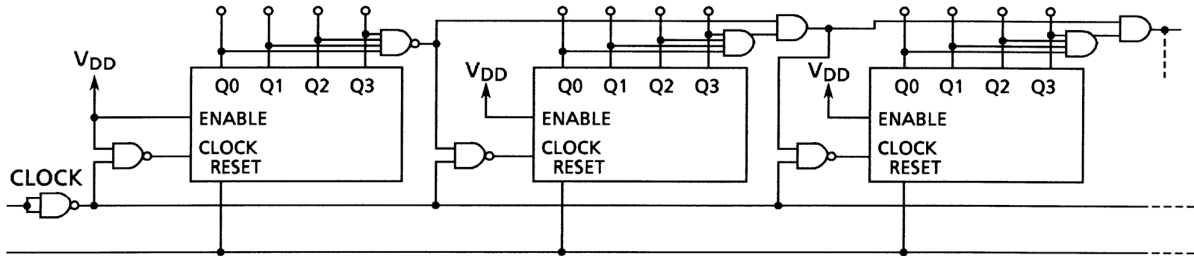 VDD
Q0 Q1 Q2 Q3
ENABLE
CLOCK
RESET
VDD
Q0 Q1 Q2 Q3
ENABLE
CLOCK
RESET
VDD
Q0 Q1 Q2 Q3
ENABLE
CLOCK
RESET
CLOCK